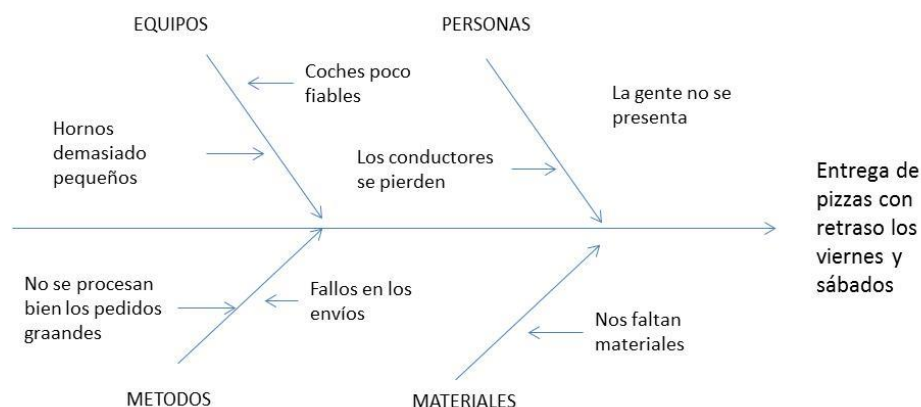 EQUIPOS
PERSONAS
Coches poco
fiables
La gente no se
presenta
Hornos
demasiado
pequeños
Los conductores
se pierden
Entrega de
pizzas con
retraso los
viernes y
sábados
No se procesan
bien los pedidos
graandes
Fallos en los
envíos
Nos faltan
materiales
METODOS
MATERIALES